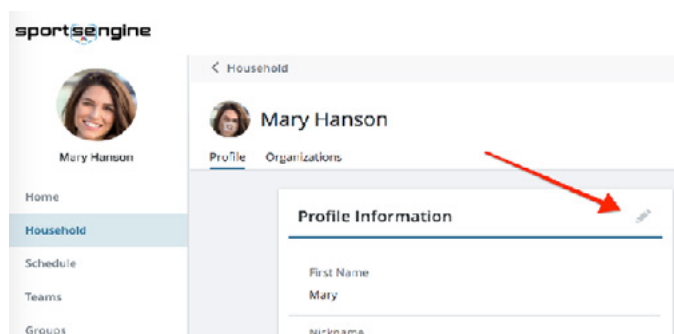 sportsengine
Mary Hanson
Home
Household
Schedule
Teams
Groups
< Household
Mary Hanson
Profile Organizations
Profile Information
First Name
Mary
Nickname